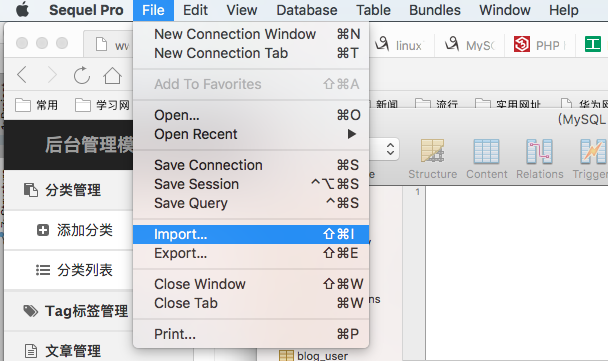 Sequel Pro File Edit View Database Table Bundles Window Help
New Connection Window ⌘N
New Connection Tab ⌘T
Add To Favorites ⇧⌘A
Open... ⌘O
Open Recent ▶
Save Connection ⌘S
Save Session ^⌥⌘S
Save Query ^⌘S
Import... ⇧⌘I
Export... ⇧⌘E
Close Window ⇧⌘W
Close Tab ⌘W
Print... ⌘P
linux
PHP
常用
学习网
新闻
流行
实用网址
华为网
后台管理模
(MySQL
Structure Content Relations
分类管理
添加分类
分类列表
Tag标签管理
文章管理
1
blog_user